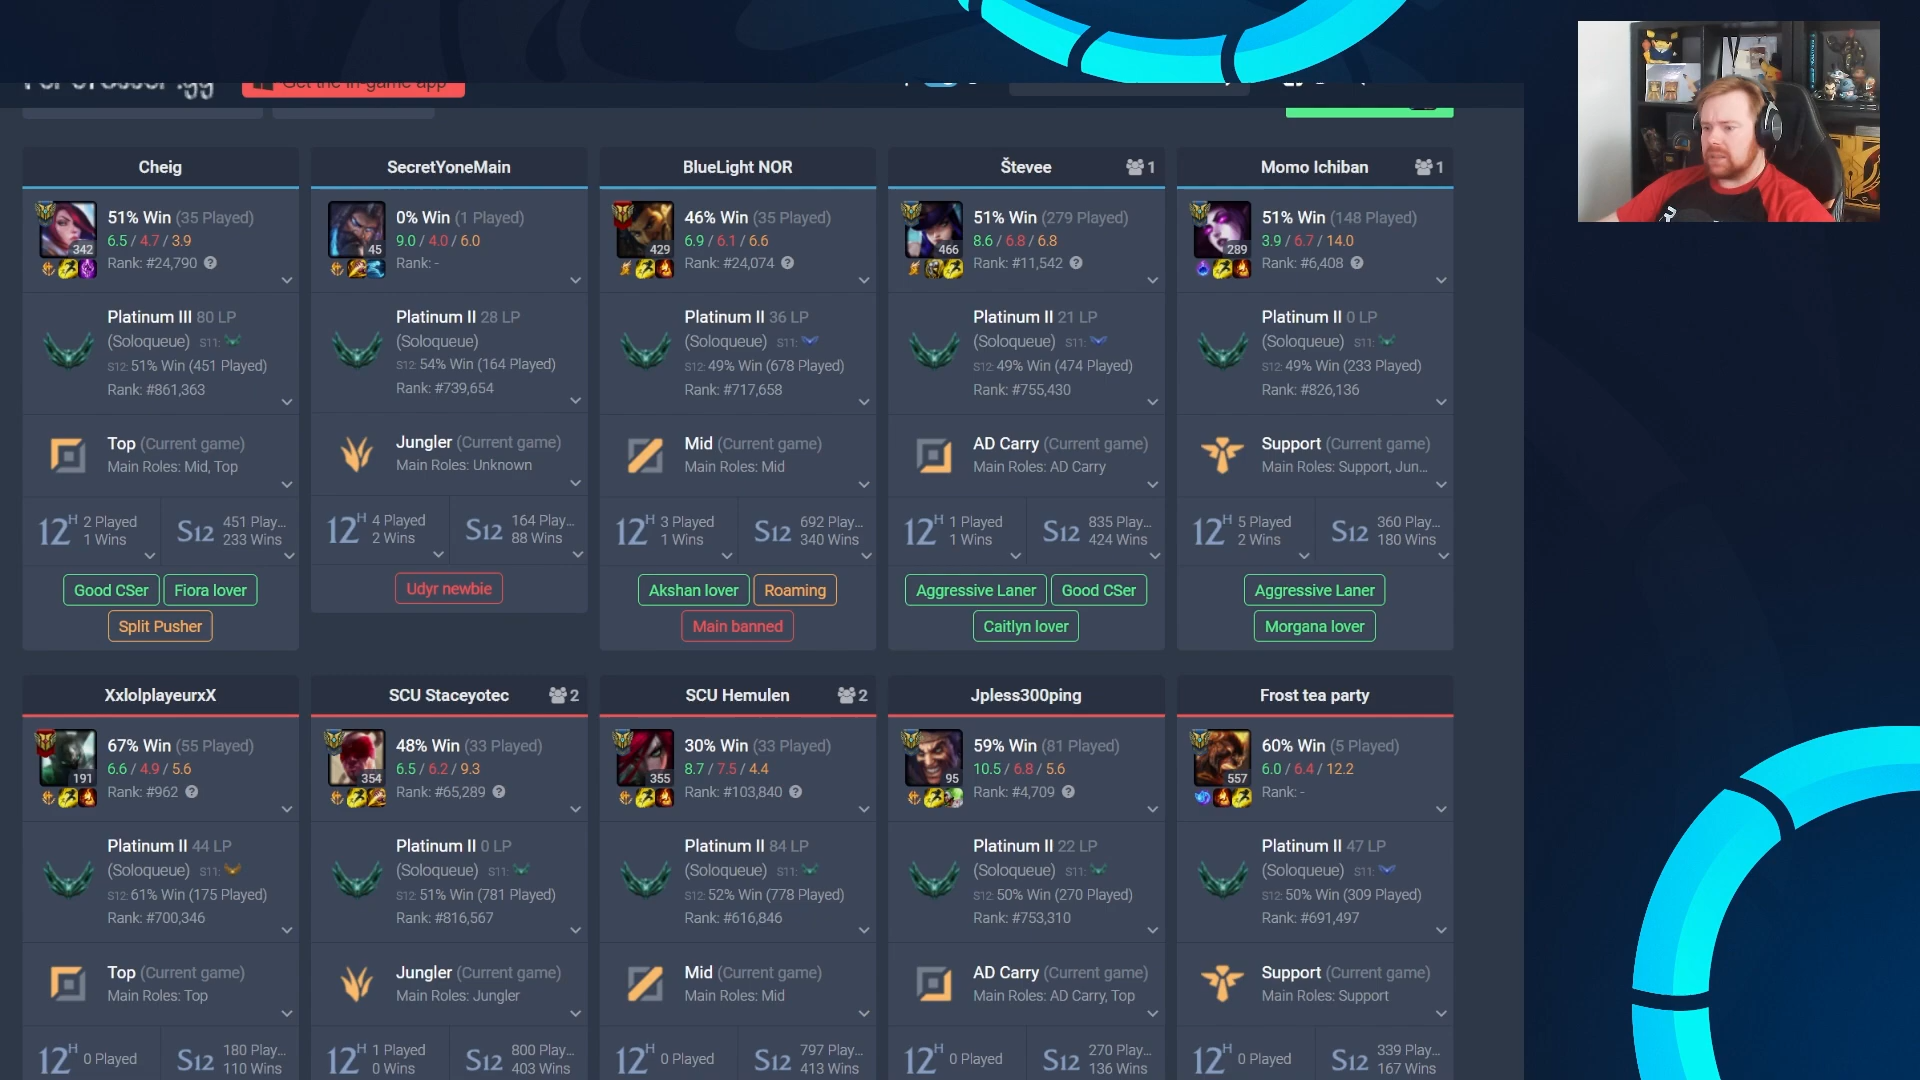 Porofessor.gg
Get the in-game app
Cheig
51% Win (35 Played)
342
6.5 / 4.7 / 3.9
Rank: #24,790
Platinum III 80 LP
(Soloqueue) S11:
S12: 51% Win (451 Played)
Rank: #861,363
Top (Current game)
Main Roles: Mid, Top
12H 2 Played
1 Wins
S12 451 Play...
233 Wins
Good CSer
Fiora lover
Split Pusher
SecretYoneMain
0% Win (1 Played)
45
9.0 / 4.0 / 6.0
Rank: -
Platinum II 28 LP
(Soloqueue)
S12: 54% Win (164 Played)
Rank: #739,654
Jungler (Current game)
Main Roles: Unknown
12H 4 Played
2 Wins
S12 164 Play...
88 Wins
Udyr newbie
BlueLight NOR
46% Win (35 Played)
429
6.9 / 6.1 / 6.6
Rank: #24,074
Platinum II 36 LP
(Soloqueue) S11:
S12: 49% Win (678 Played)
Rank: #717,658
Mid (Current game)
Main Roles: Mid
12H 3 Played
1 Wins
S12 692 Play...
340 Wins
Akshan lover
Roaming
Main banned
Števee
1
51% Win (279 Played)
466
8.6 / 6.8 / 6.8
Rank: #11,542
Platinum II 21 LP
(Soloqueue) S11:
S12: 49% Win (474 Played)
Rank: #755,430
AD Carry (Current game)
Main Roles: AD Carry
12H 1 Played
1 Wins
S12 835 Play...
424 Wins
Aggressive Laner
Good CSer
Caitlyn lover
Momo Ichiban
1
51% Win (148 Played)
289
3.9 / 6.7 / 14.0
Rank: #6,408
Platinum II 0 LP
(Soloqueue) S11:
S12: 49% Win (233 Played)
Rank: #826,136
Support (Current game)
Main Roles: Support, Jun...
12H 5 Played
2 Wins
S12 360 Play...
180 Wins
Aggressive Laner
Morgana lover
XxlolplayeurxX
67% Win (55 Played)
191
6.6 / 4.9 / 5.6
Rank: #962
Platinum II 44 LP
(Soloqueue) S11:
S12: 61% Win (175 Played)
Rank: #700,346
Top (Current game)
Main Roles: Top
12H 0 Played
S12 180 Play...
110 Wins
SCU Staceyotec
2
48% Win (33 Played)
354
6.5 / 6.2 / 9.3
Rank: #65,289
Platinum II 0 LP
(Soloqueue) S11:
S12: 51% Win (781 Played)
Rank: #816,567
Jungler (Current game)
Main Roles: Jungler
12H 1 Played
0 Wins
S12 800 Play...
403 Wins
SCU Hemulen
2
30% Win (33 Played)
355
8.7 / 7.5 / 4.4
Rank: #103,840
Platinum II 84 LP
(Soloqueue) S11:
S12: 52% Win (778 Played)
Rank: #616,846
Mid (Current game)
Main Roles: Mid
12H 0 Played
S12 797 Play...
413 Wins
Jpless300ping
59% Win (81 Played)
95
10.5 / 6.8 / 5.6
Rank: #4,709
Platinum II 22 LP
(Soloqueue) S11:
S12: 50% Win (270 Played)
Rank: #753,310
AD Carry (Current game)
Main Roles: AD Carry, Top
12H 0 Played
S12 270 Play...
136 Wins
Frost tea party
60% Win (5 Played)
557
6.0 / 6.4 / 12.2
Rank: -
Platinum II 47 LP
(Soloqueue) S11:
S12: 50% Win (309 Played)
Rank: #691,497
Support (Current game)
Main Roles: Support
12H 0 Played
S12 339 Play...
167 Wins